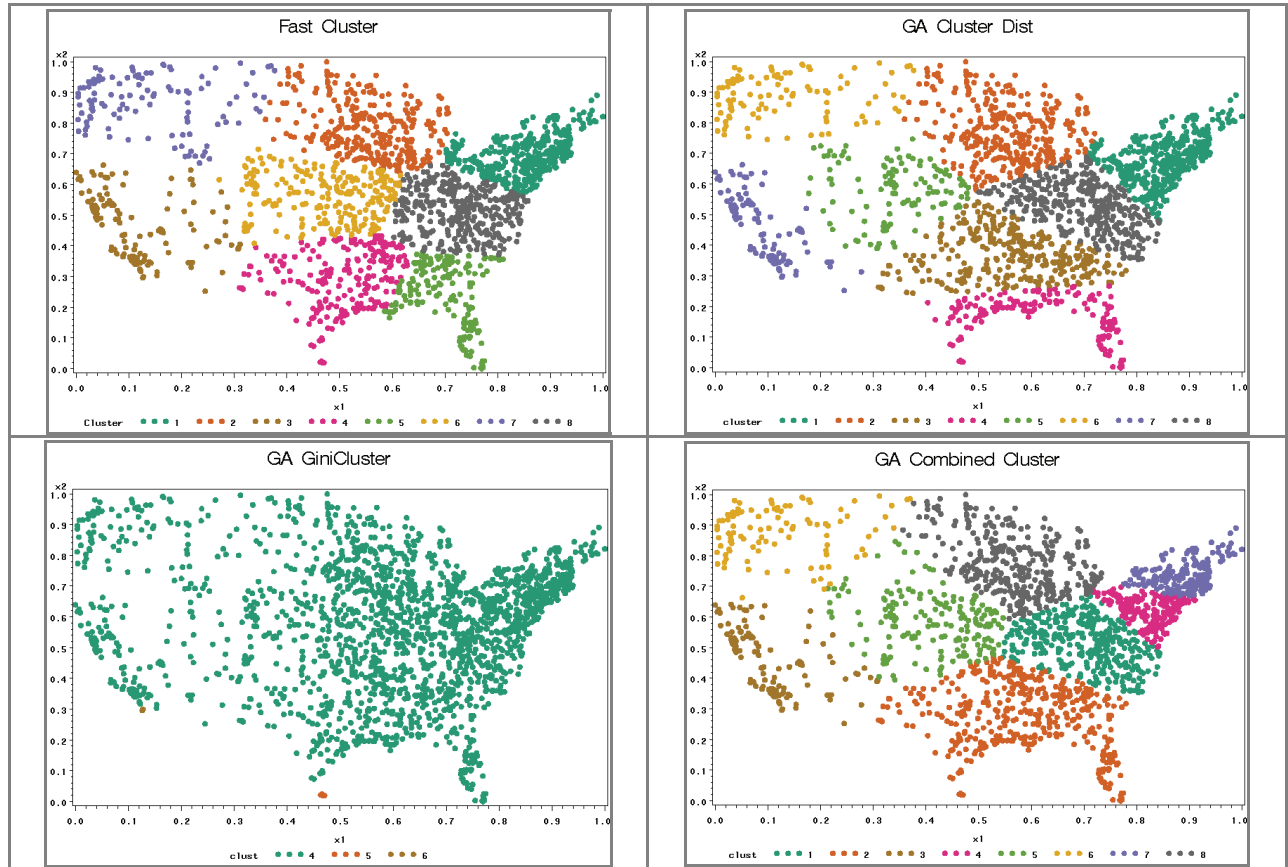 Fast Cluster
x2
1.0
0.9
0.8
0.7
0.6
0.5
0.4
0.3
0.2
0.1
0.0
0.0 0.1 0.2 0.3 0.4 0.5 0.6 0.7 0.8 0.9 1.0
x1
Cluster 1 2 3 4 5 6 7 8
GA Cluster Dist
x2
1.0
0.9
0.8
0.7
0.6
0.5
0.4
0.3
0.2
0.1
0.0
0.0 0.1 0.2 0.3 0.4 0.5 0.6 0.7 0.8 0.9 1.0
x1
cluster 1 2 3 4 5 6 7 8
GA GiniCluster
x2
1.0
0.9
0.8
0.7
0.6
0.5
0.4
0.3
0.2
0.1
0.0
0.0 0.1 0.2 0.3 0.4 0.5 0.6 0.7 0.8 0.9 1.0
x1
clust 4 5 6
GA Combined Cluster
x2
1.0
0.9
0.8
0.7
0.6
0.5
0.4
0.3
0.2
0.1
0.0
0.0 0.1 0.2 0.3 0.4 0.5 0.6 0.7 0.8 0.9 1.0
x1
clust 1 2 3 4 5 6 7 8